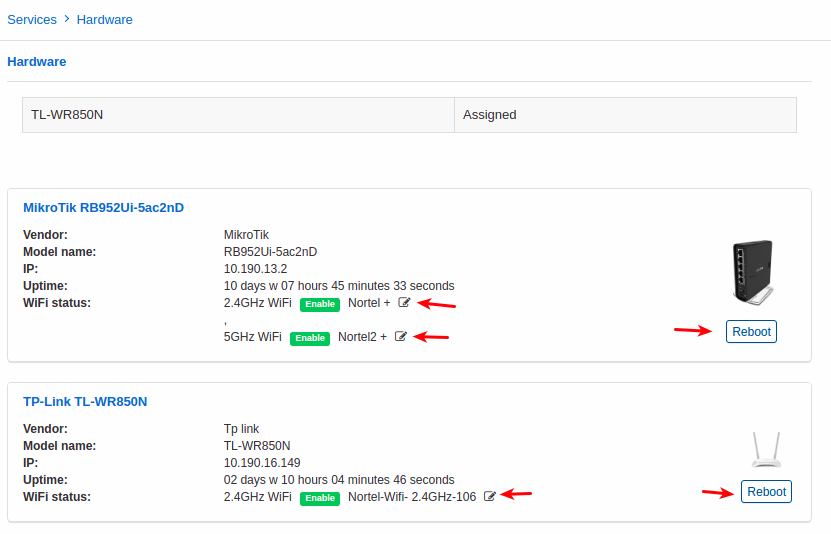 Services > Hardware
Hardware
TL-WR850N Assigned
MikroTik RB952Ui-5ac2nD
Vendor: MikroTik
Model name: RB952Ui-5ac2nD
IP: 10.190.13.2
Uptime: 10 days w 07 hours 45 minutes 33 seconds
WiFi status: 2.4GHz WiFi Enable Nortel +
,
5GHz WiFi Enable Nortel2 +
Reboot
TP-Link TL-WR850N
Vendor: Tp link
Model name: TL-WR850N
IP: 10.190.16.149
Uptime: 02 days w 10 hours 04 minutes 46 seconds
WiFi status: 2.4GHz WiFi Enable Nortel-Wifi- 2.4GHz-106
Reboot